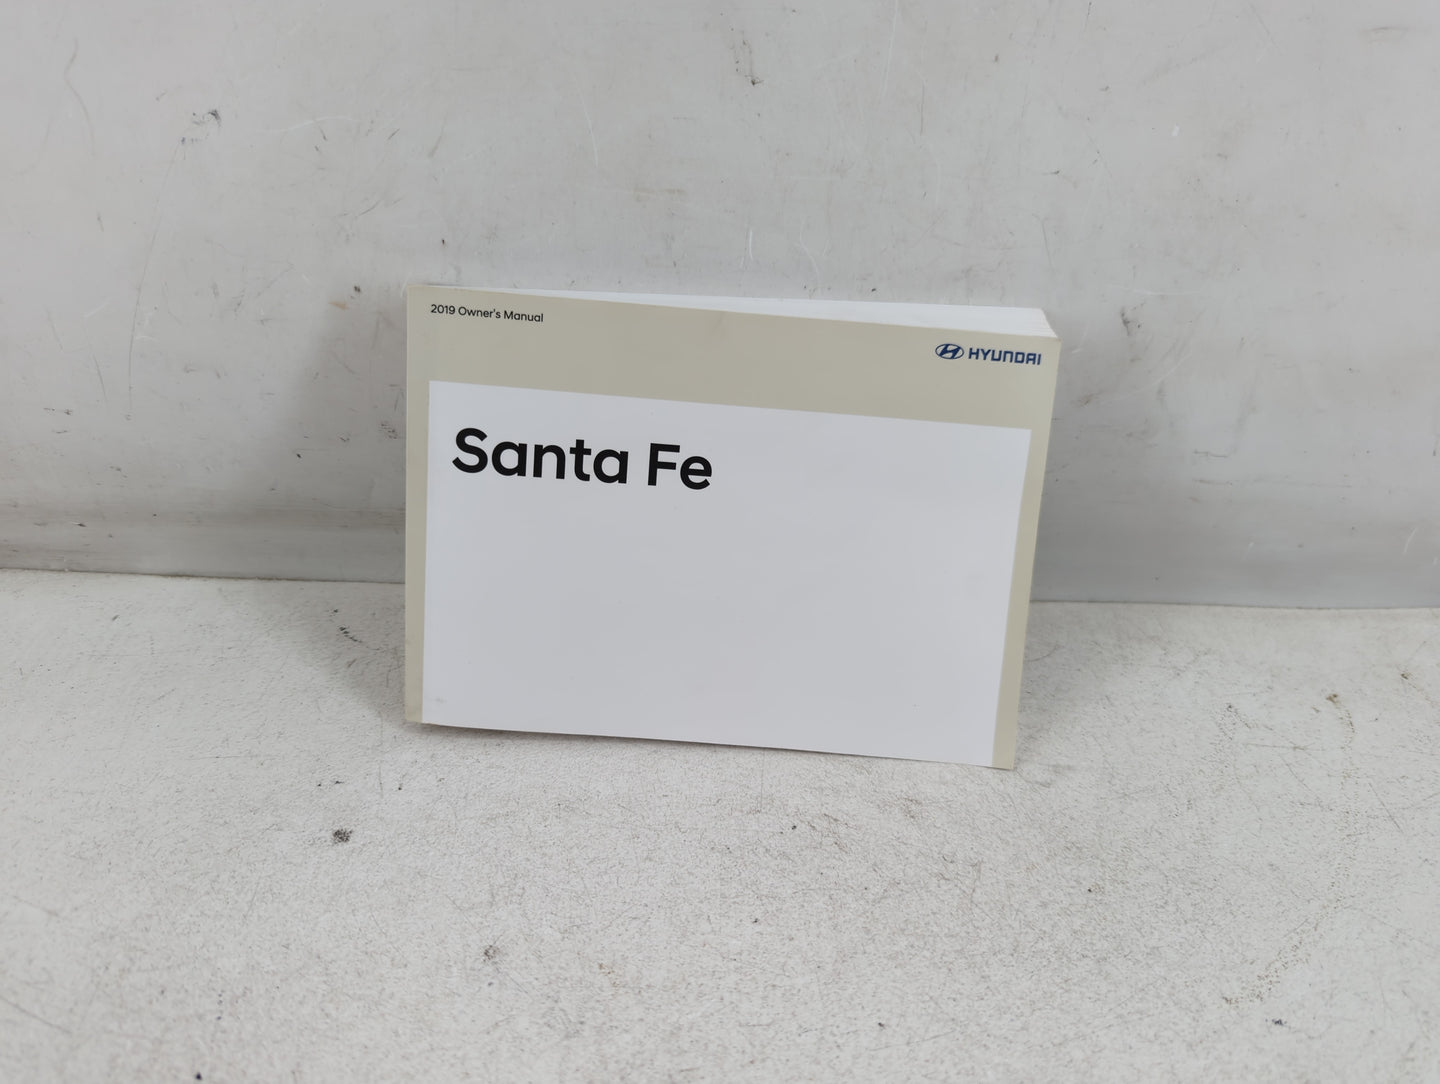 2019 Owner's Manual
HYUNDAI
Santa Fe